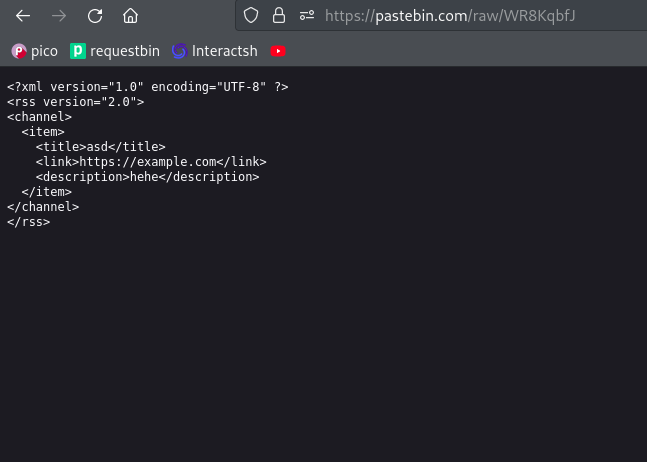 https://pastebin.com/raw/WR8KqbfJ
pico requestbin Interactsh
<?xml version="1.0" encoding="UTF-8" ?>
<rss version="2.0">
<channel>
  <item>
    <title>asd</title>
    <link>https://example.com</link>
    <description>hehe</description>
  </item>
</channel>
</rss>